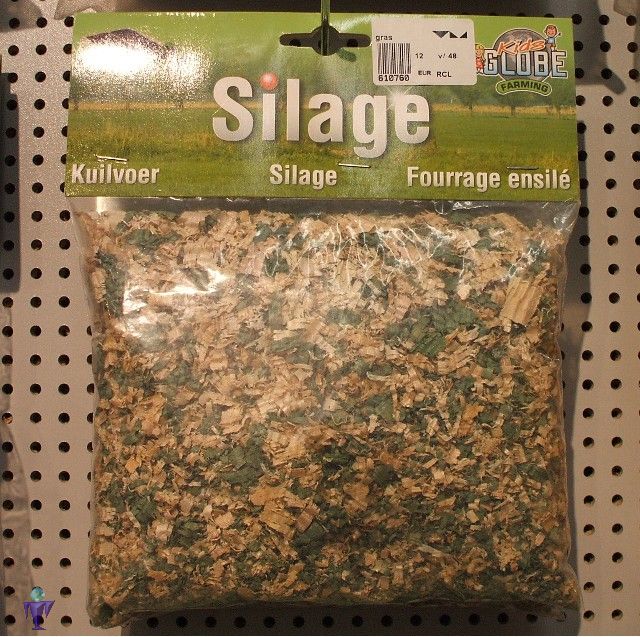 gras
12 v/ 48
610760 EUR RCL
Kids
GLOBE
FARMING
Silage
Kuilvoer Silage Fourrage ensilé